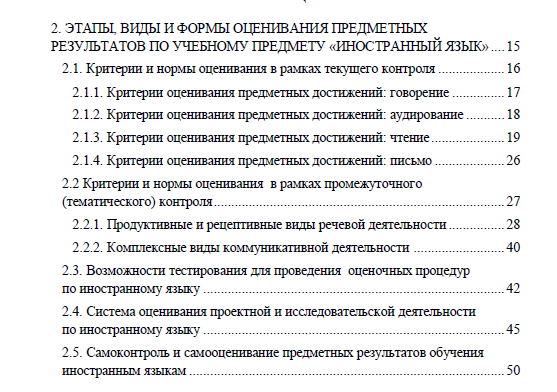 2. ЭТАПЫ, ВИДЫ И ФОРМЫ ОЦЕНИВАНИЯ ПРЕДМЕТНЫХ
РЕЗУЛЬТАТОВ ПО УЧЕБНОМУ ПРЕДМЕТУ «ИНОСТРАННЫЙ ЯЗЫК» .... 15
2.1. Критерии и нормы оценивания в рамках текущего контроля ................ 16
2.1.1. Критерии оценивания предметных достижений: говорение ............. 17
2.1.2. Критерии оценивания предметных достижений: аудирование ......... 18
2.1.3. Критерии оценивания предметных достижений: чтение .................. 19
2.1.4. Критерии оценивания предметных достижений: письмо ................. 26
2.2 Критерии и нормы оценивания в рамках промежуточного
(тематического) контроля ........................................................................ 27
2.2.1. Продуктивные и рецептивные виды речевой деятельности ............. 28
2.2.2. Комплексные виды коммуникативной деятельности ...................... 40
2.3. Возможности тестирования для проведения оценочных процедур
по иностранному языку ........................................................................... 42
2.4. Система оценивания проектной и исследовательской деятельности
по иностранному языку ........................................................................... 45
2.5. Самоконтроль и самооценивание предметных результатов обучения
иностранным языкам .............................................................................. 50